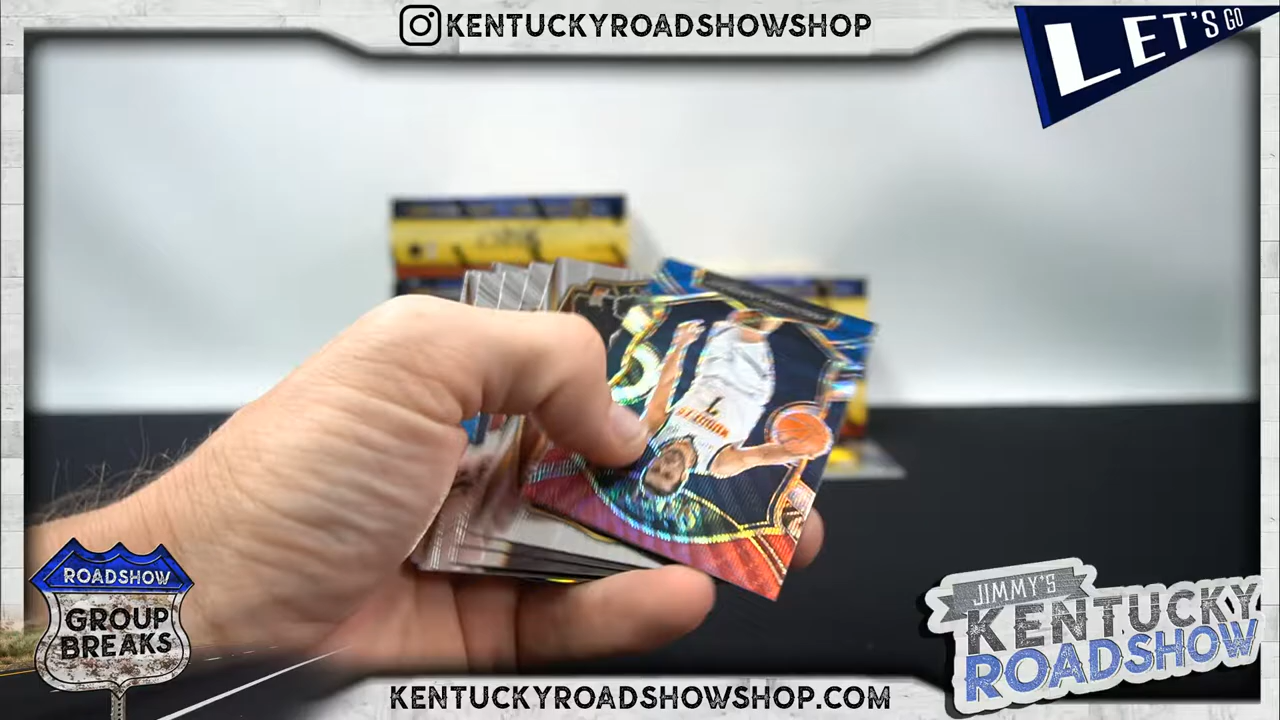 KENTUCKYROADSHOWSHOP
LET'S GO
ROADSHOW
GROUP
BREAKS
JIMMY'S
KENTUCKY
ROADSHOW
KENTUCKYROADSHOWSHOP.COM